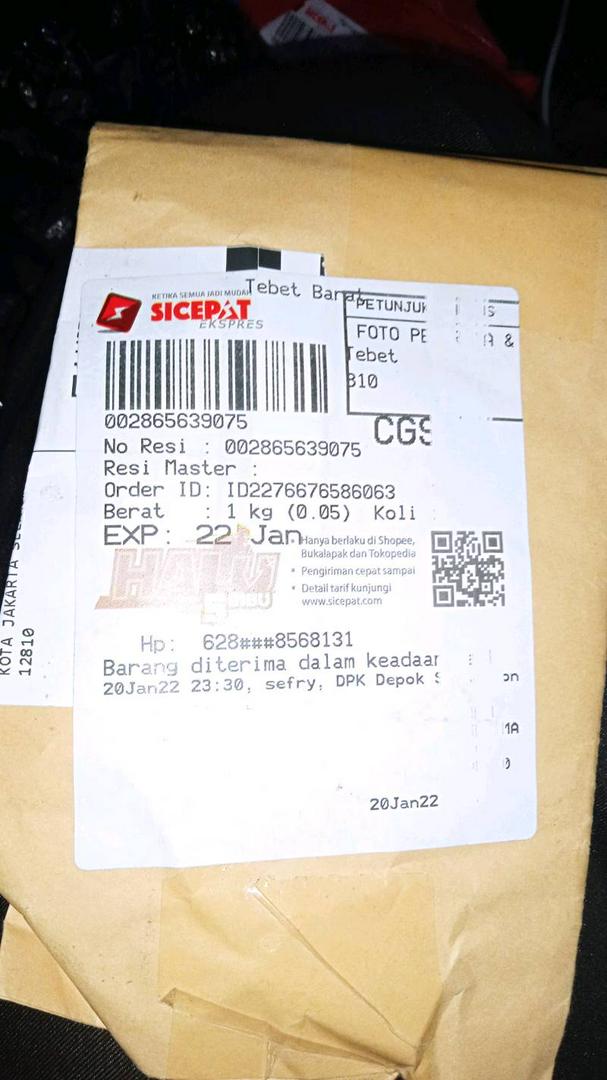 KETIKA SEMUA JADI MUDAH
Tebet Barat
SICEPAT
EKSPRES
FOTO PE
A &
Tebet
810
002865639075
CGS
No Resi : 002865639075
Resi Master :
Order ID: ID2276676586063
Berat : 1 kg (0.05) Koli :
EXP: 22 Jan
HALU
Hanya berlaku di Shopee,
Bukalapak dan Tokopedia
• Pengiriman cepat sampai
• Detail tarif kunjungi
www.sicepat.com
Hp: 628###8568131
Barang diterima dalam
20Jan22 23:30, sefry, DPK Depok
on
MA
20Jan22
KOTA JAKARTA
12810